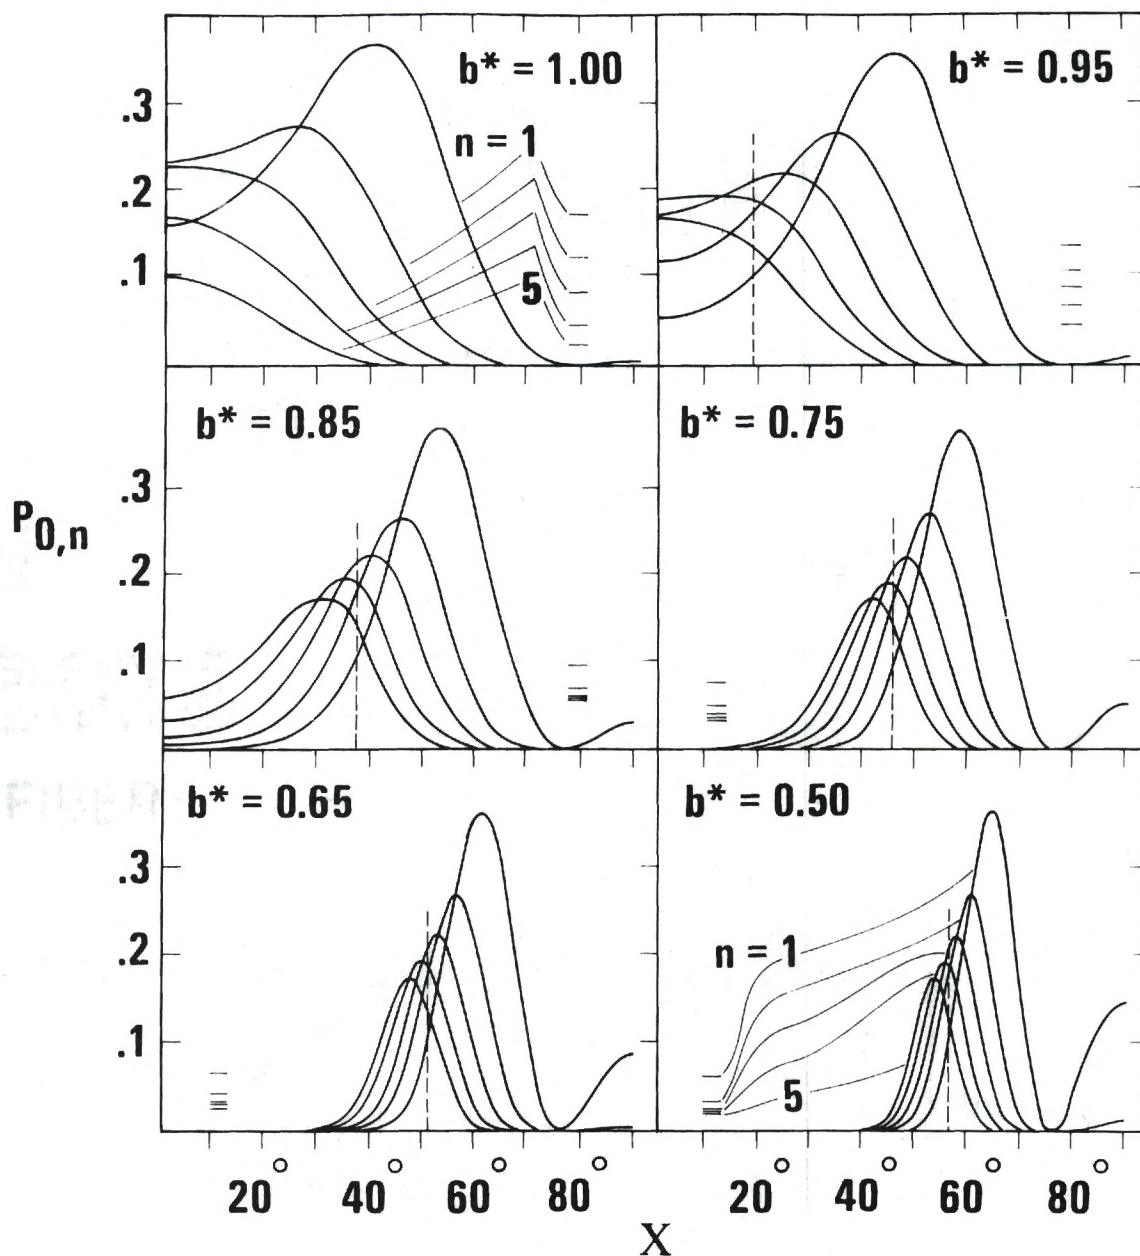 b* = 1.00
b* = 0.95
.3
n = 1
.2
.1
5
b* = 0.85
b* = 0.75
.3
P0,n
.2
.1
b* = 0.65
b* = 0.50
.3
.2
n = 1
.1
5
20° 40° 60° 80° 20° 40° 60° 80°
X